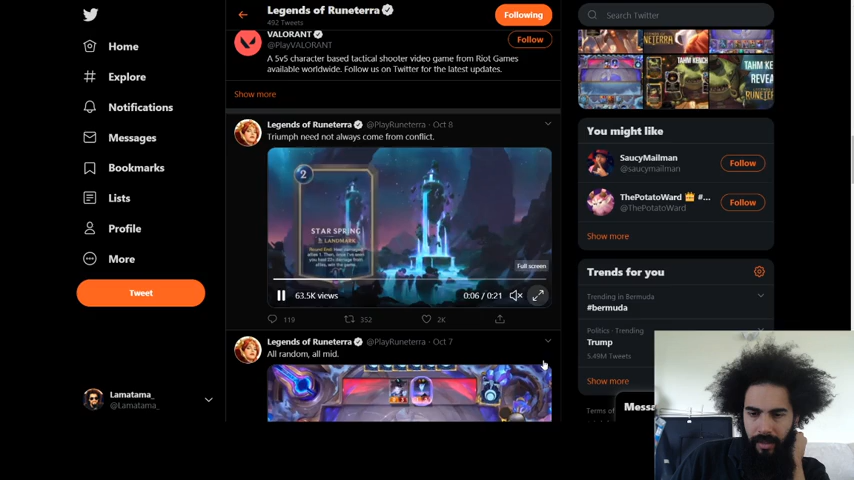 Legends of Runeterra
492 Tweets
Following
Search Twitter
VALORANT
@PlayVALORANT
Follow
A 5v5 character based tactical shooter video game from Riot Games
available worldwide. Follow us on Twitter for the latest updates.
Show more
Home
Explore
Notifications
Messages
Bookmarks
Lists
Profile
More
Tweet
Lamatama_
@Lamatama_
Legends of Runeterra @PlayRuneterra · Oct 8
Triumph need not always come from conflict.
2
STAR SPRING
LANDMARK
Full screen
63.5K views
0:06 / 0:21
119
352
2K
Legends of Runeterra @PlayRuneterra · Oct 7
All random, all mid.
TAHM KENCH
REVEA
RUNETER
You might like
SaucyMailman
@saucymailman
Follow
ThePotatoWard #...
@ThePotatoWard
Follow
Show more
Trends for you
Trending in Bermuda
#bermuda
Politics · Trending
Trump
5.49M Tweets
Show more
Terms of
Messa